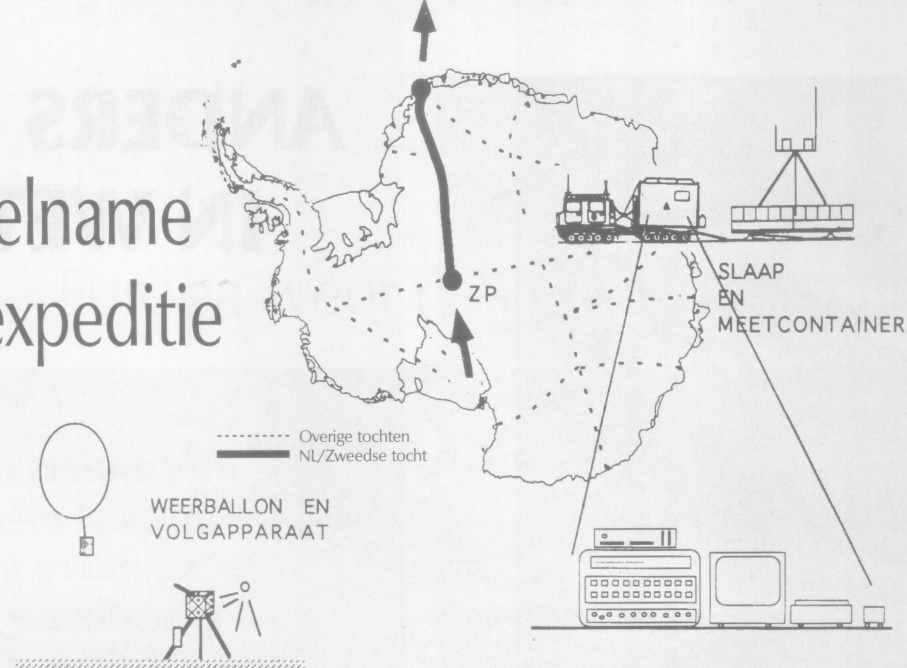 elname
expeditie
ZP
SLAAP
EN
MEETCONTAINER
Overige tochten
NL/Zweedse tocht
WEERBALLON EN
VOLGAPPARAAT